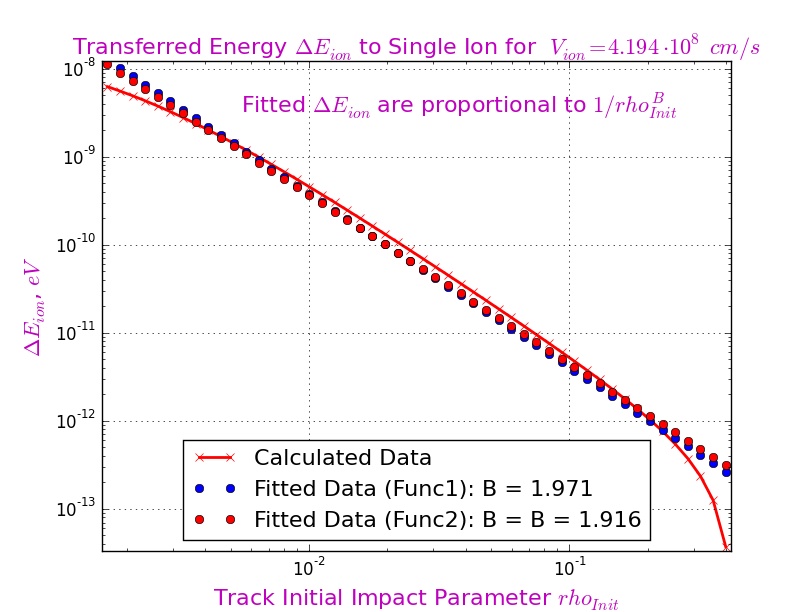 Transferred Energy ΔE_ion to Single Ion for V_ion=4.194·10^8 cm/s
Fitted ΔE_ion are proportional to 1/rho_Init^B
10^-8
10^-9
10^-10
10^-11
10^-12
10^-13
ΔE_ion, eV
Calculated Data
Fitted Data (Func1): B = 1.971
Fitted Data (Func2): B = B = 1.916
10^-2 10^-1
Track Initial Impact Parameter rho_Init